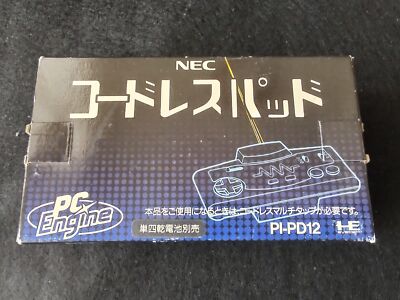 NEC
コードレスパッド
PC Engine
本品をご使用になるときは、コードレスマルチタップが必要です。
単四乾電池別売
PI-PD12
HE